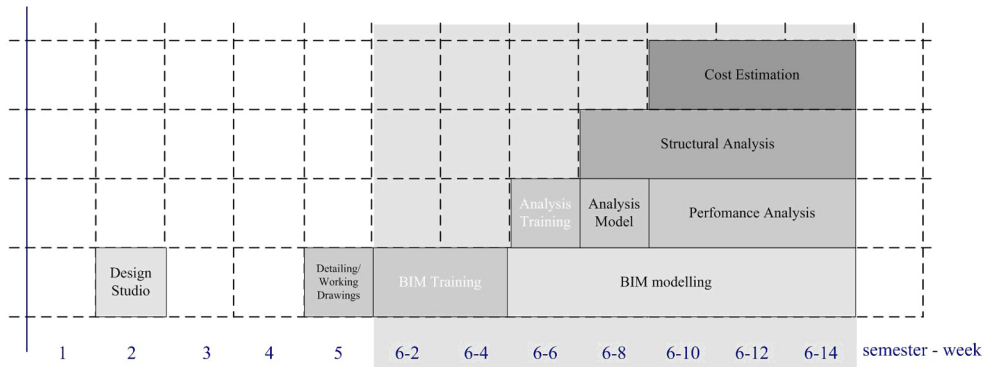 Cost Estimation
Structural Analysis
Analysis
Training
Analysis
Model
Perfomance Analysis
Design
Studio
Detailing/
Working
Drawings
BIM Training
BIM modelling
1 2 3 4 5 6-2 6-4 6-6 6-8 6-10 6-12 6-14 semester - week